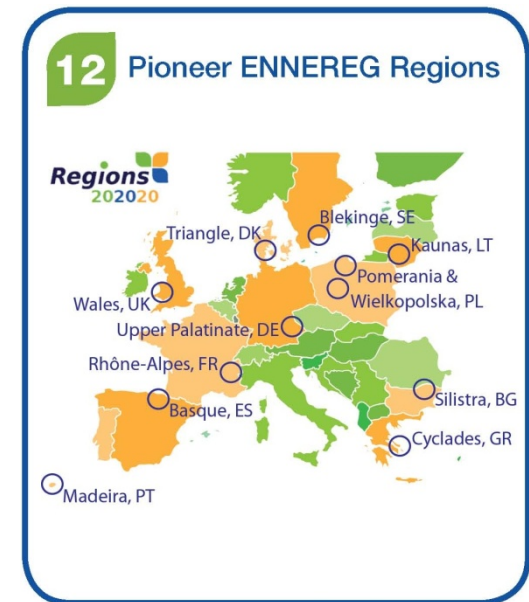 12 Pioneer ENNEREG Regions
Regions
202020
Blekinge, SE
Triangle, DK
Kaunas, LT
Pomerania &
Wielkopolska, PL
Wales, UK
Upper Palatinate, DE
Rhône-Alpes, FR
Basque, ES
Silistra, BG
Cyclades, GR
Madeira, PT